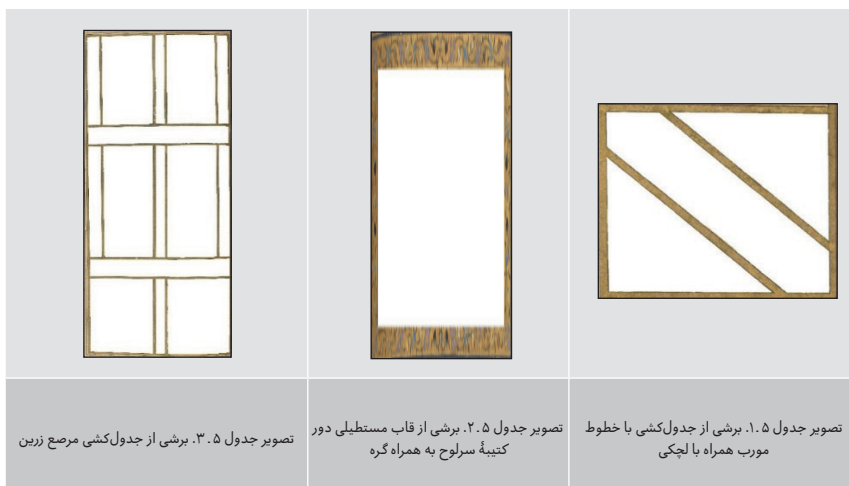 تصویر جدول ۵ .۱. برشی از جدول‌کشی با خطوط
مورب همراه با لچکی
تصویر جدول ۵ .۲. برشی از قاب مستطیلی دور
کتیبهٔ سرلوح به همراه گره
تصویر جدول ۵ .۳. برشی از جدول‌کشی مرصع زرین